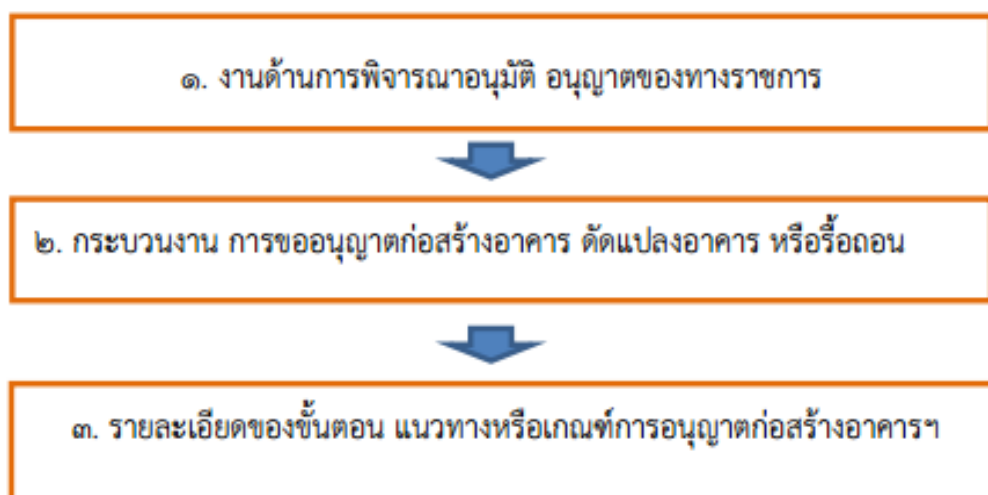 ๑. งานด้านการพิจารณาอนุมัติ อนุญาตของทางราชการ
๒. กระบวนงาน การขออนุญาตก่อสร้างอาคาร ดัดแปลงอาคาร หรือรื้อถอน
๓. รายละเอียดของขั้นตอน แนวทางหรือเกณฑ์การอนุญาตก่อสร้างอาคารฯ